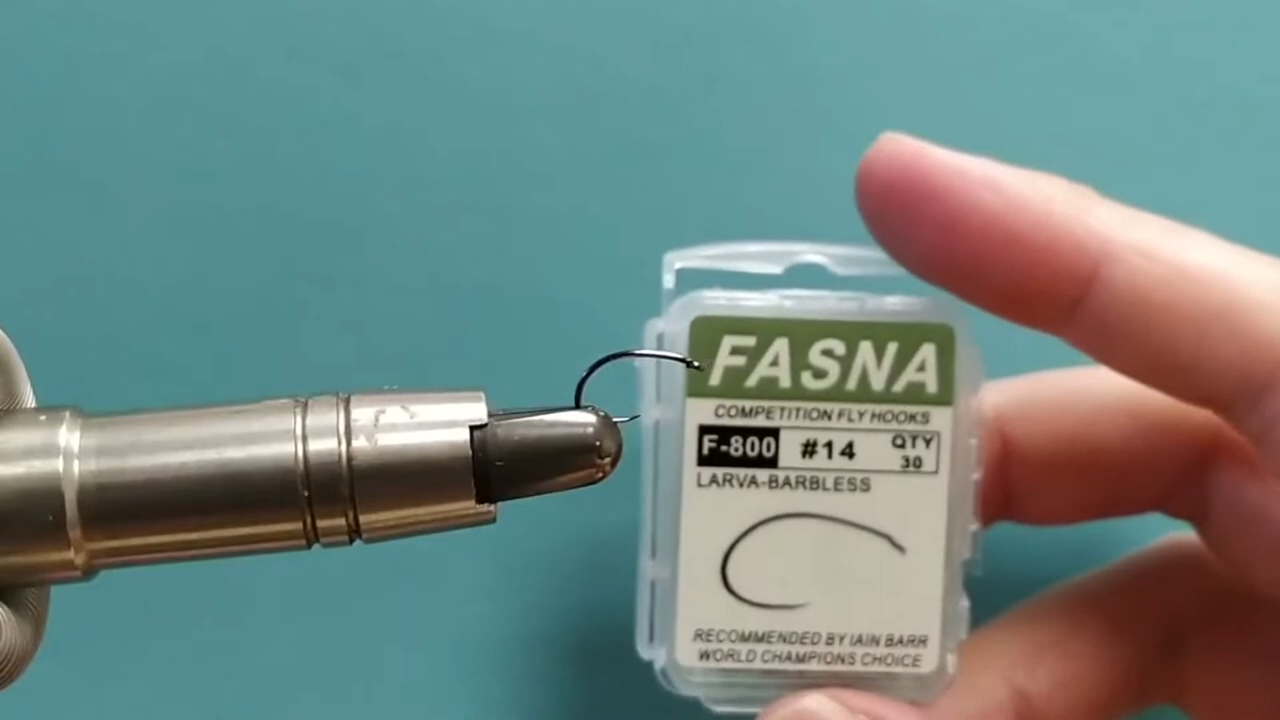 FASNA
COMPETITION FLY HOOKS
F-800 #14 QTY 30
LARVA-BARBLESS
RECOMMENDED BY IAIN BARR
WORLD CHAMPIONS CHOICE